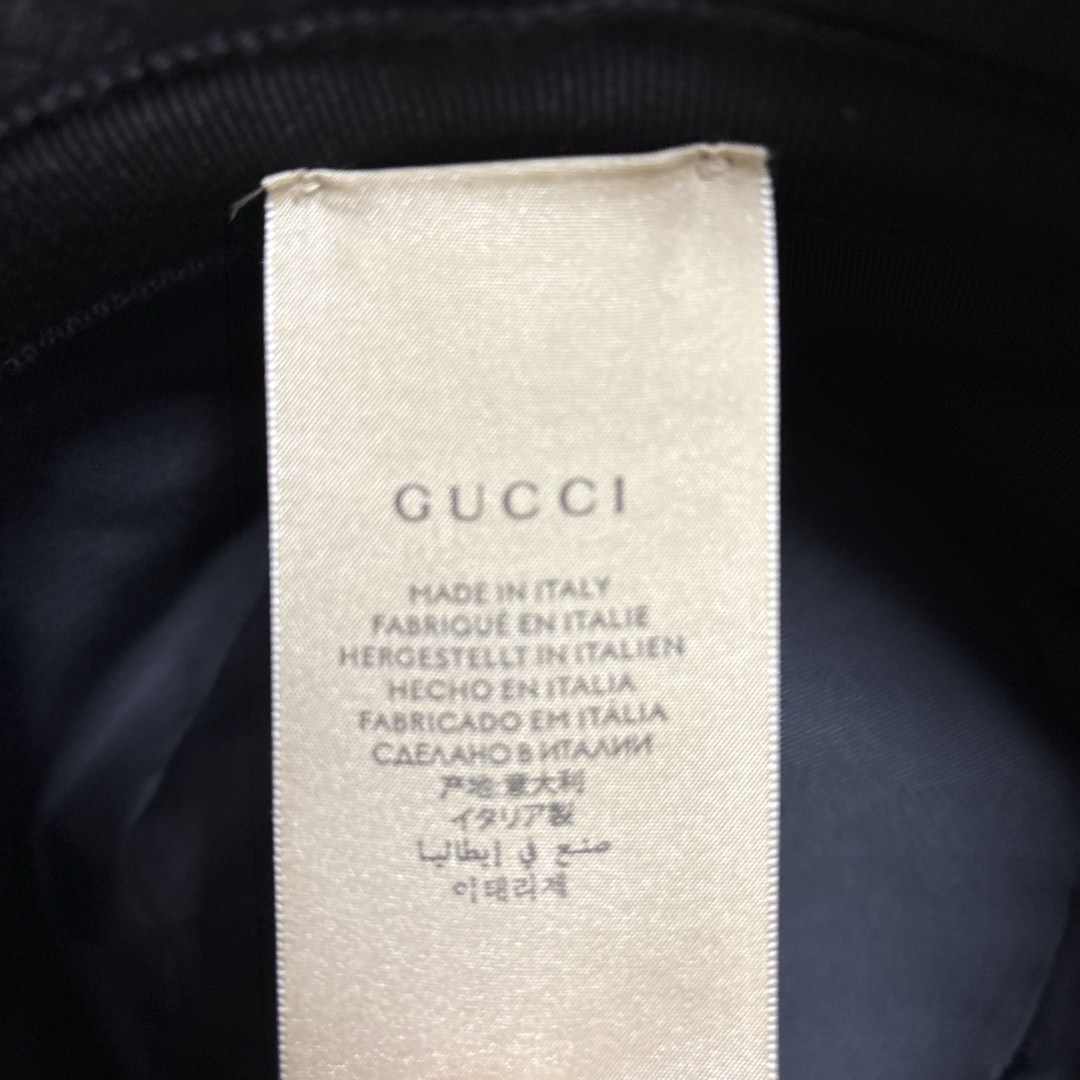 GUCCI
MADE IN ITALY
FABRIQUÉ EN ITALIE
HERGESTELLT IN ITALIEN
HECHO EN ITALIA
FABRICADO EM ITÁLIA
СДЕЛАНО В ИТАЛИИ
产地 意大利
イタリア製
صنع في إيطاليا
이태리제